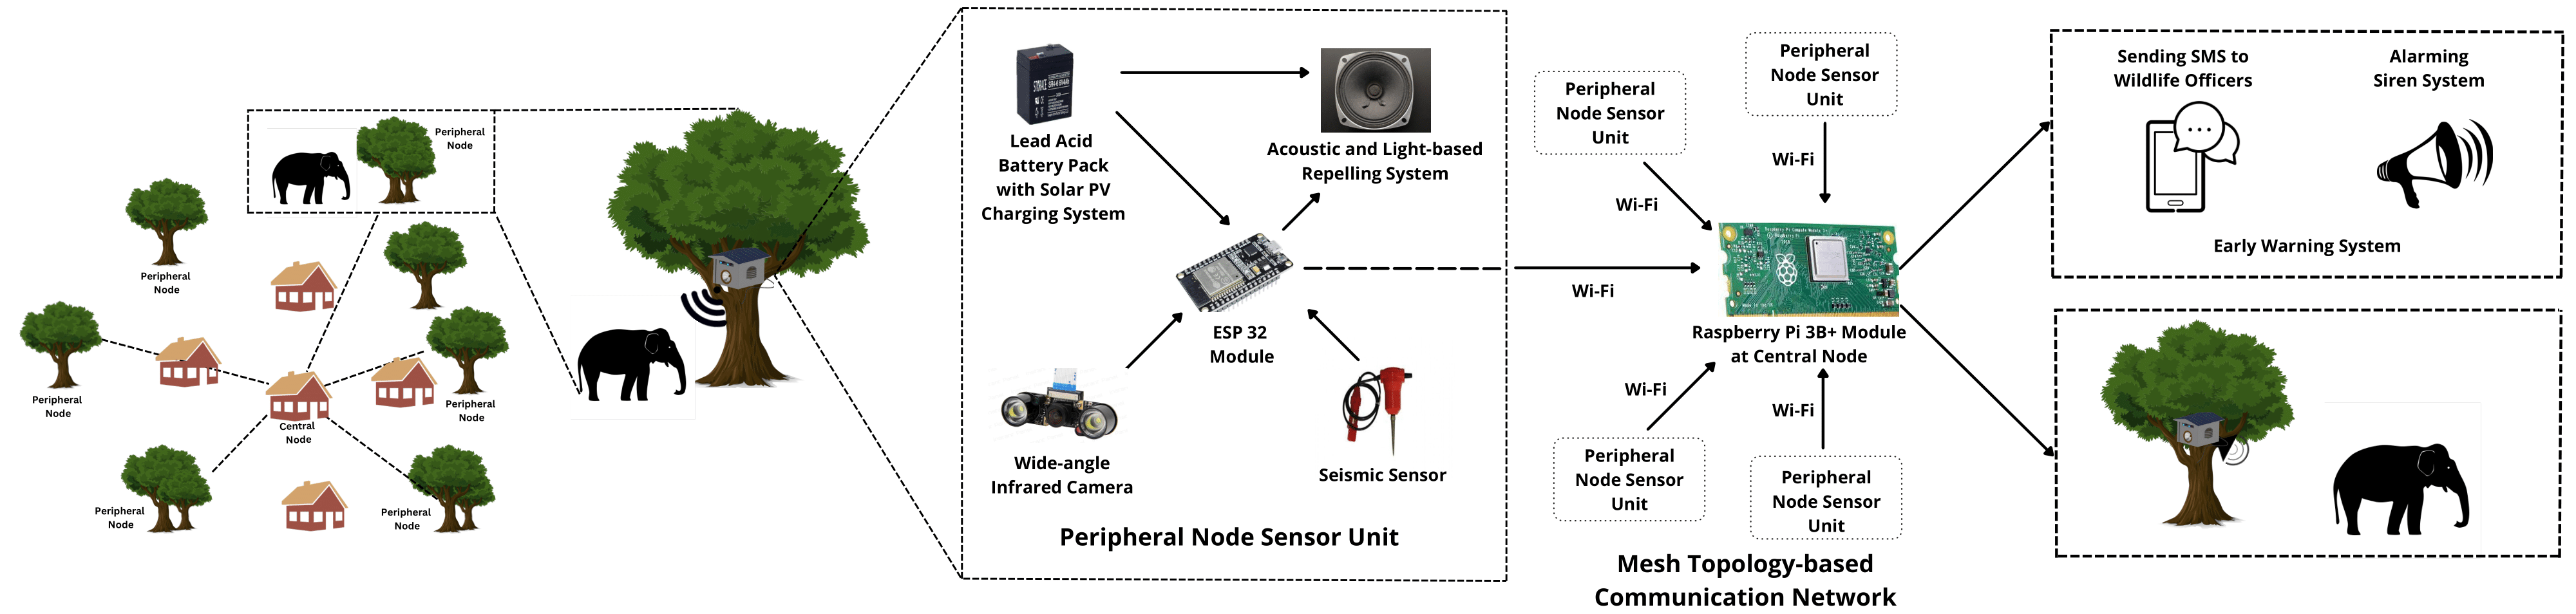 Peripheral
Node
Peripheral
Node
Peripheral
Node
Peripheral
Node
Central
Node
Peripheral
Node
Peripheral
Node
Lead Acid
Battery Pack
with Solar PV
Charging System
Acoustic and Light-based
Repelling System
ESP 32
Module
Wide-angle
Infrared Camera
Seismic Sensor
Peripheral Node Sensor Unit
Peripheral
Node Sensor
Unit
Peripheral
Node Sensor
Unit
Wi-Fi
Wi-Fi
Wi-Fi
Raspberry Pi 3B+ Module
at Central Node
Wi-Fi
Wi-Fi
Peripheral
Node Sensor
Unit
Peripheral
Node Sensor
Unit
Mesh Topology-based
Communication Network
Sending SMS to
Wildlife Officers
Alarming
Siren System
Early Warning System